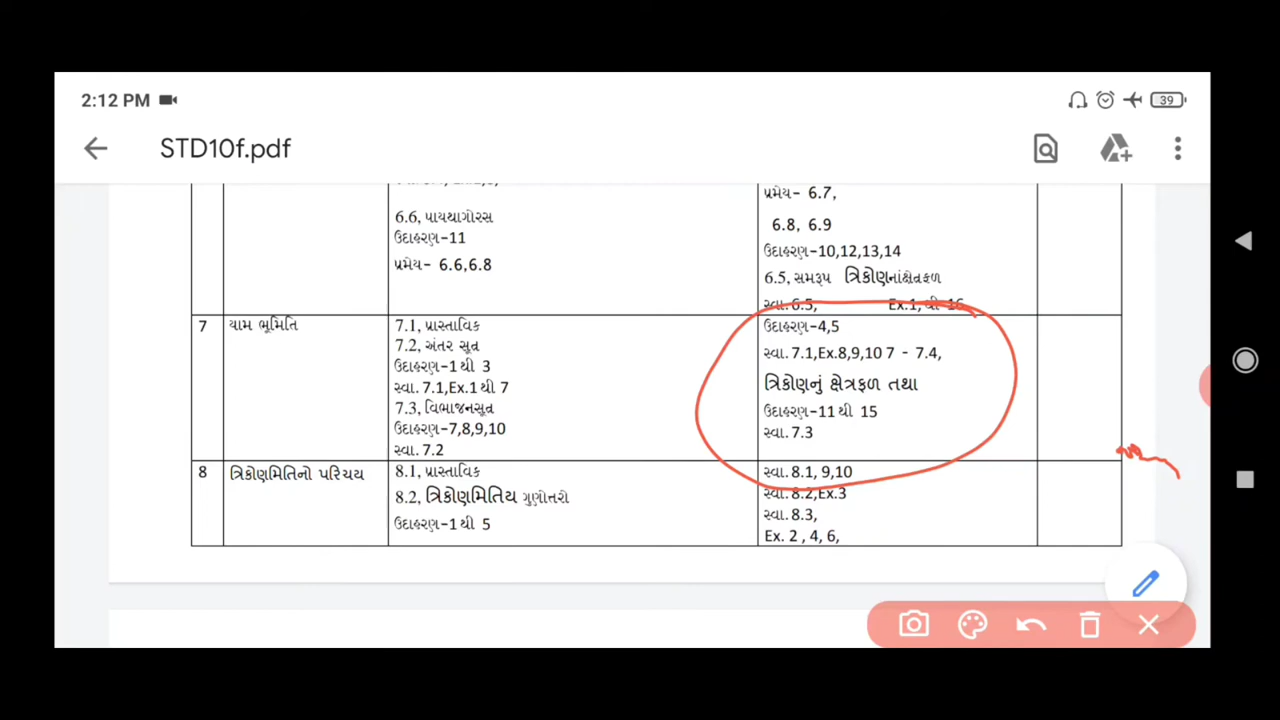 2:12 PM
39
STD10f.pdf
6.6, પાયથાગોરસ
ઉદાહરણ-11
પ્રમેય- 6.6,6.8
પ્રમેય- 6.7,
6.8, 6.9
ઉદાહરણ-10,12,13,14
6.5, સમરૂપ ત્રિકોણનાંક્ષેત્રફળ
સ્વા. 6.5, Ex.1, થી 16
7
યામ ભૂમિતિ
7.1, પ્રાસ્તાવિક
7.2, અંતર સૂત્ર
ઉદાહરણ-1 થી 3
સ્વા. 7.1,Ex.1 થી 7
7.3, વિભાજનસૂત્ર
ઉદાહરણ-7,8,9,10
સ્વા. 7.2
ઉદાહરણ-4,5
સ્વા. 7.1,Ex.8,9,10 7 - 7.4,
ત્રિકોણનું ક્ષેત્રફળ તથા
ઉદાહરણ-11 થી 15
સ્વા. 7.3
8
ત્રિકોણમિતિનો પરિચય
8.1, પ્રાસ્તાવિક
8.2, ત્રિકોણમિતિય ગુણોત્તરો
ઉદાહરણ-1 થી 5
સ્વા. 8.1, 9,10
સ્વા. 8.2,Ex.3
સ્વા. 8.3,
Ex. 2 , 4, 6,